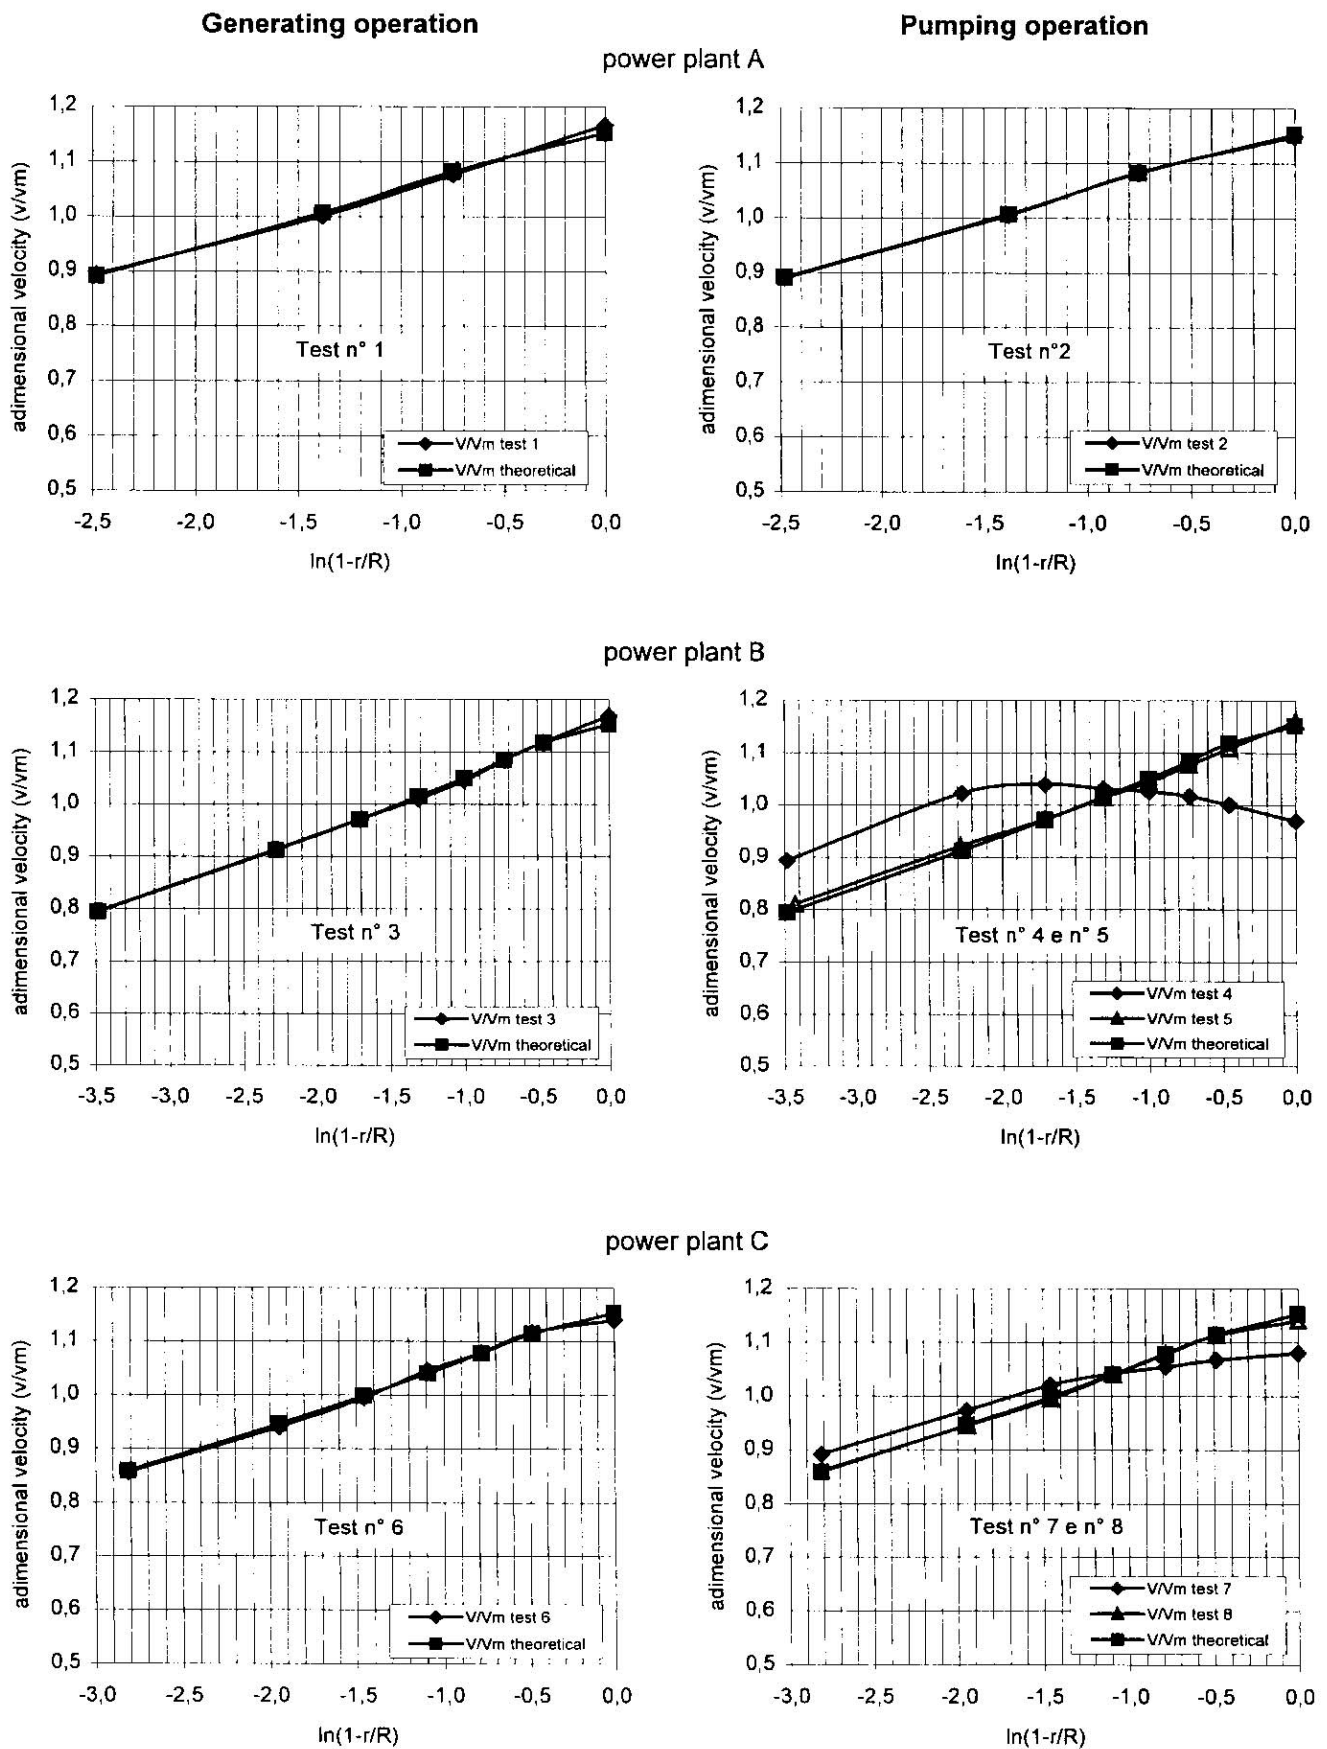 Generating operation
Pumping operation
power plant A
adimensional velocity (v/vm)
1,2
1,1
1,0
0,9
0,8
0,7
0,6
0,5
Test n° 1
V/Vm test 1
V/Vm theoretical
-2,5 -2,0 -1,5 -1,0 -0,5 0,0
ln(1-r/R)
adimensional velocity (v/vm)
1,2
1,1
1,0
0,9
0,8
0,7
0,6
0,5
Test n°2
V/Vm test 2
V/Vm theoretical
-2,5 -2,0 -1,5 -1,0 -0,5 0,0
ln(1-r/R)
power plant B
adimensional velocity (v/vm)
1,2
1,1
1,0
0,9
0,8
0,7
0,6
0,5
Test n° 3
V/Vm test 3
V/Vm theoretical
-3,5 -3,0 -2,5 -2,0 -1,5 -1,0 -0,5 0,0
ln(1-r/R)
adimensional velocity (v/vm)
1,2
1,1
1,0
0,9
0,8
0,7
0,6
0,5
Test n° 4 e n° 5
V/Vm test 4
V/Vm test 5
V/Vm theoretical
-3,5 -3,0 -2,5 -2,0 -1,5 -1,0 -0,5 0,0
ln(1-r/R)
power plant C
adimensional velocity (v/vm)
1,2
1,1
1,0
0,9
0,8
0,7
0,6
0,5
Test n° 6
V/Vm test 6
V/Vm theoretical
-3,0 -2,5 -2,0 -1,5 -1,0 -0,5 0,0
ln(1-r/R)
adimensional velocity (v/vm)
1,2
1,1
1,0
0,9
0,8
0,7
0,6
0,5
Test n° 7 e n° 8
V/Vm test 7
V/Vm test 8
V/Vm theoretical
-3,0 -2,5 -2,0 -1,5 -1,0 -0,5 0,0
ln(1-r/R)